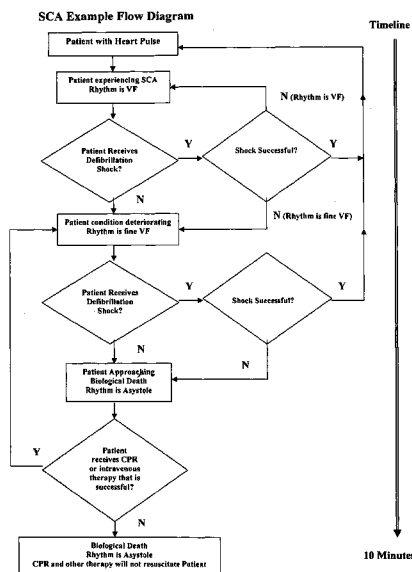 SCA Example Flow Diagram
Timeline
Patient with Heart Pulse
Patient experiencing SCA
Rhythm is VF
N (Rhythm is VF)
Patient Receives
Defibrillation
Shock?
Y
Shock Successful?
Y
N
N (Rhythm is fine VF)
Patient condition deteriorating
Rhythm is fine VF
Patient Receives
Defibrillation
Shock?
Y
Shock Successful?
Y
N
N
Patient Approaching
Biological Death
Rhythm is Asystole
Y
Patient
receives CPR
or intravenous
therapy that is
successful?
N
Biological Death
Rhythm is Asystole
CPR and other therapy will not resuscitate Patient
10 Minutes